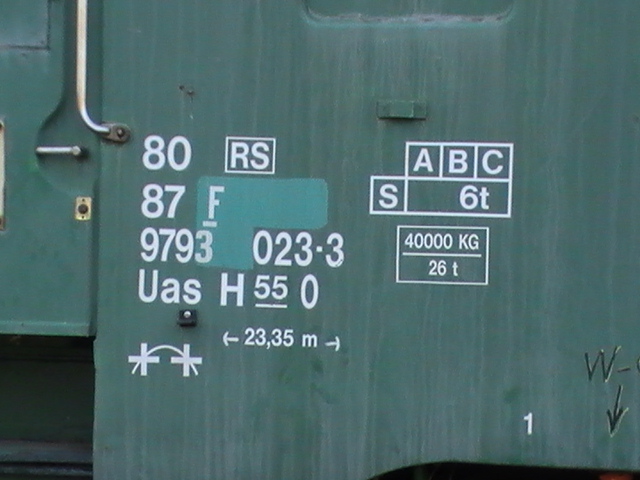 80 RS
87 F
9793 023-3
Uas H 55 0
23,35 m
A B C
S 6t
40000 KG
26 t
1